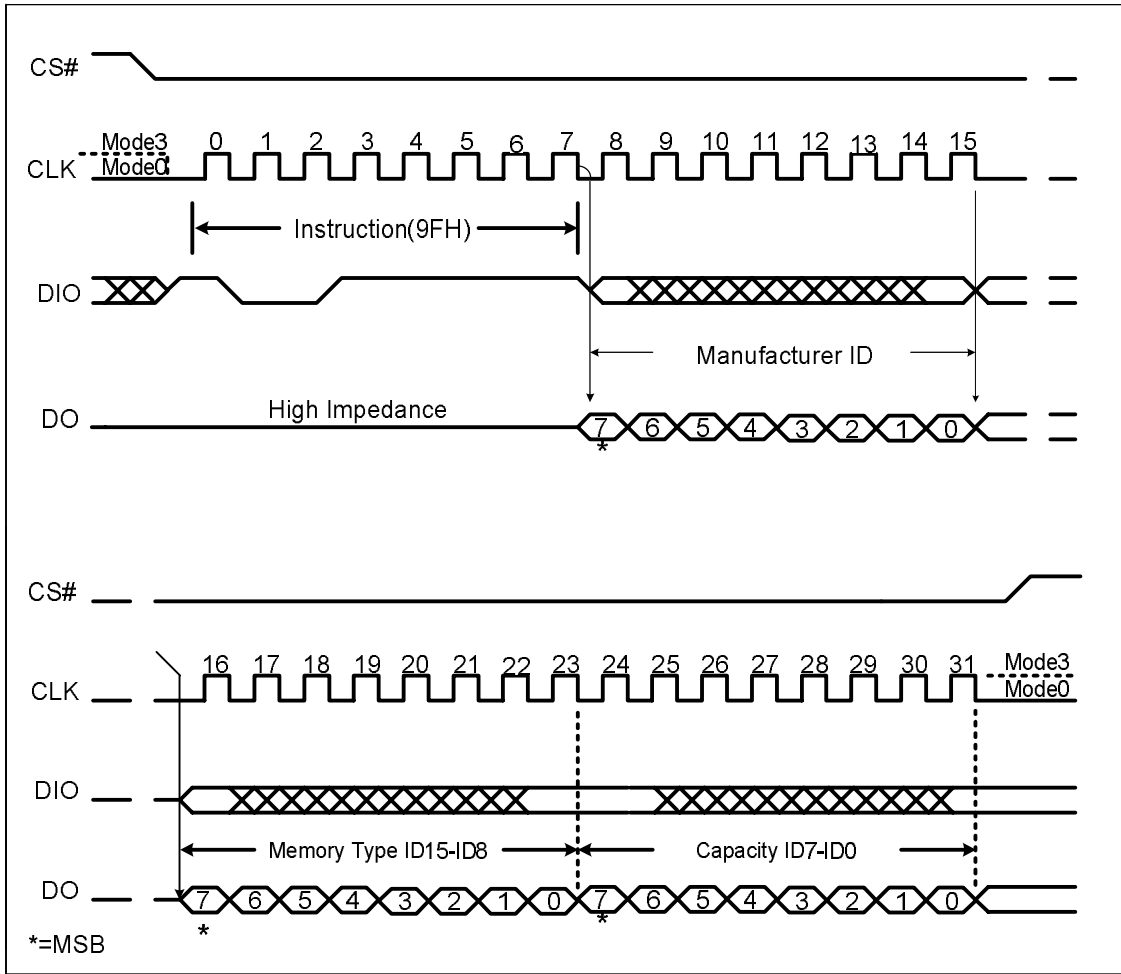 CS#
Mode3 0 1 2 3 4 5 6 7 8 9 10 11 12 13 14 15
CLK Mode0
Instruction(9FH)
DIO
Manufacturer ID
DO High Impedance 7 6 5 4 3 2 1 0
*
CS#
16 17 18 19 20 21 22 23 24 25 26 27 28 29 30 31 Mode3
CLK Mode0
DIO
Memory Type ID15-ID8 Capacity ID7-ID0
DO 7 6 5 4 3 2 1 0 7 6 5 4 3 2 1 0
* *
*=MSB